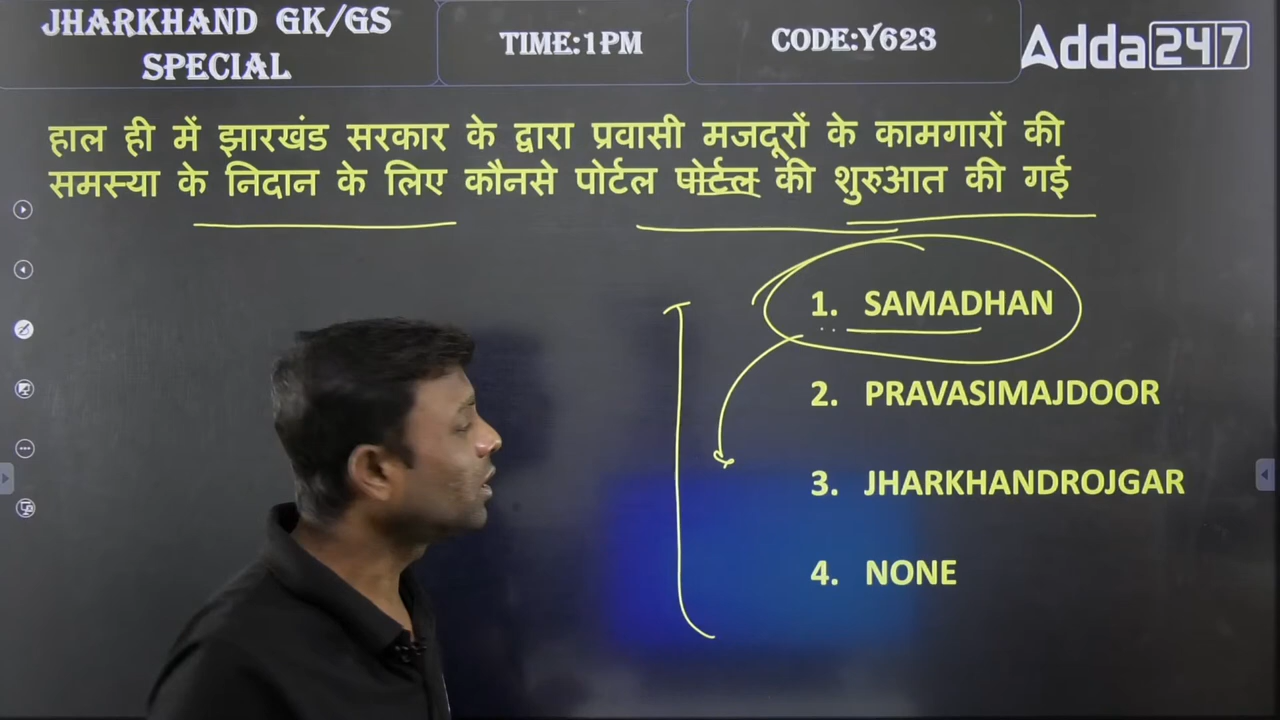 JHARKHAND GK/GS
SPECIAL
TIME:1PM
CODE:Y623
Adda247
हाल ही में झारखंड सरकार के द्वारा प्रवासी मजदूरों के कामगारों की
समस्या के निदान के लिए कौनसे पोर्टल पोर्टल की शुरुआत की गई
1. SAMADHAN
2. PRAVASIMAJDOOR
3. JHARKHANDROJGAR
4. NONE